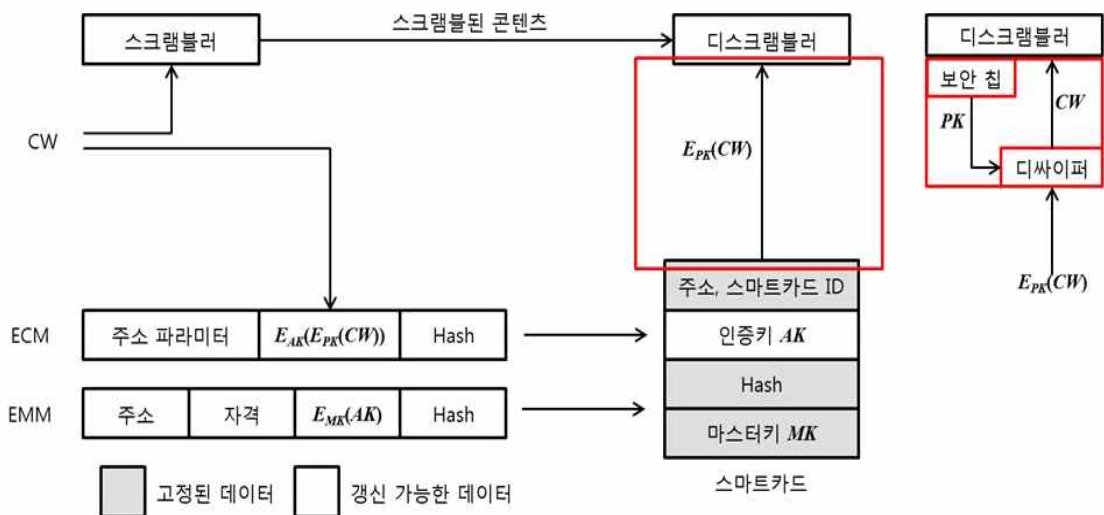 스크램블러
스크램블된 콘텐츠
디스크램블러
디스크램블러
보안 칩
CW
PK
CW
E_PK(CW)
디싸이퍼
E_PK(CW)
주소, 스마트카드 ID
ECM
주소 파라미터
E_AK(E_PK(CW))
Hash
인증키 AK
Hash
EMM
주소
자격
E_MK(AK)
Hash
마스터키 MK
스마트카드
고정된 데이터
갱신 가능한 데이터